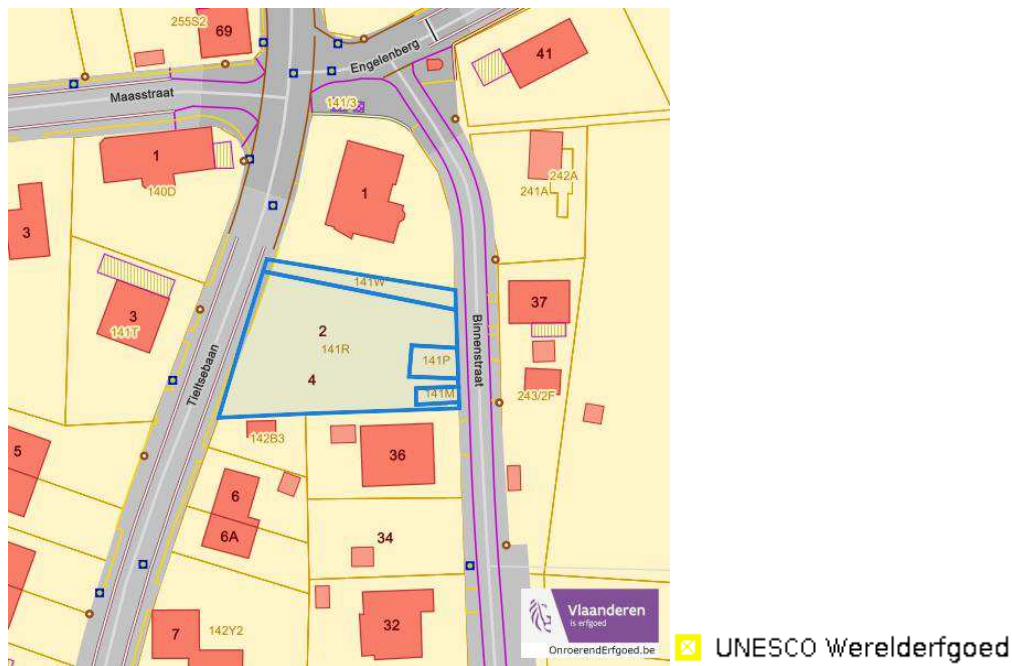 255S2
69
Engelenberg
41
Maasstraat
141/3
1
140D
1
242A
241A
3
141W
37
3
141T
2
141R
Binnenstraat
141P
4
Tieltsebaan
141M
243/2F
142B3
5
36
6
6A
34
Vlaanderen
is erfgoed
32
7
142Y2
OnroerendErfgoed.be
UNESCO Werelderfgoed